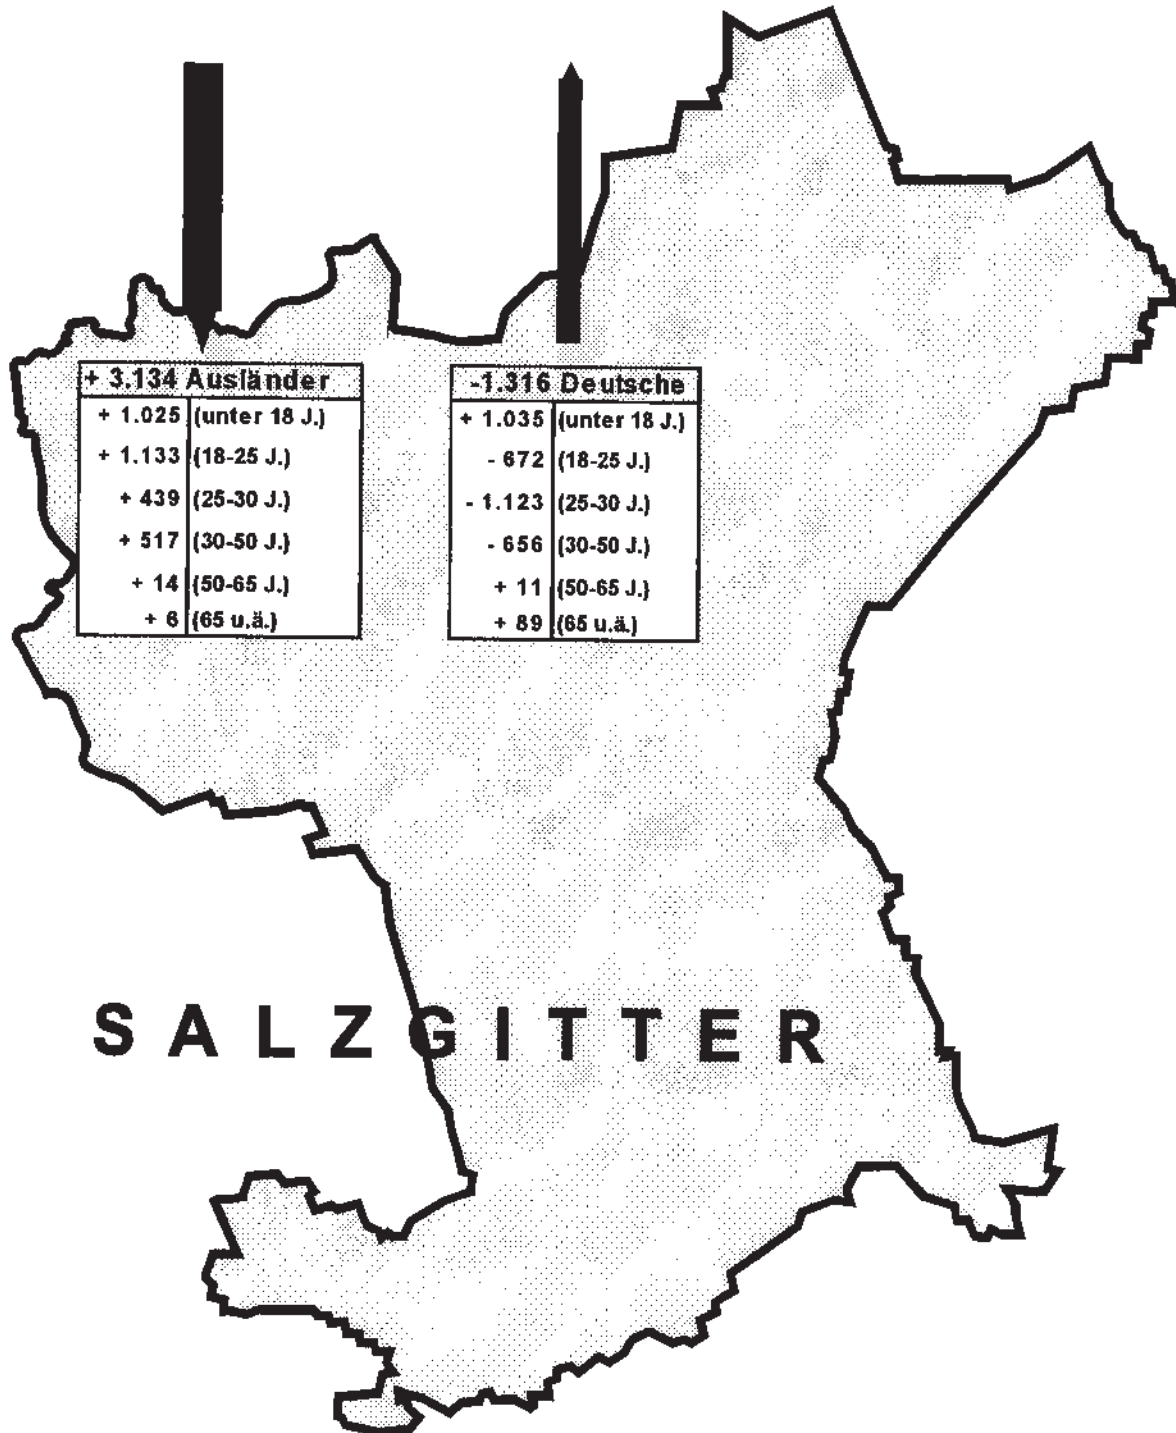 + 3.134 Ausländer
+ 1.025 (unter 18 J.)
+ 1.133 (18-25 J.)
+ 439 (25-30 J.)
+ 517 (30-50 J.)
+ 14 (50-65 J.)
+ 6 (65 u.ä.)
-1.316 Deutsche
+ 1.035 (unter 18 J.)
- 672 (18-25 J.)
- 1.123 (25-30 J.)
- 656 (30-50 J.)
+ 11 (50-65 J.)
+ 89 (65 u.ä.)
SALZGITTER